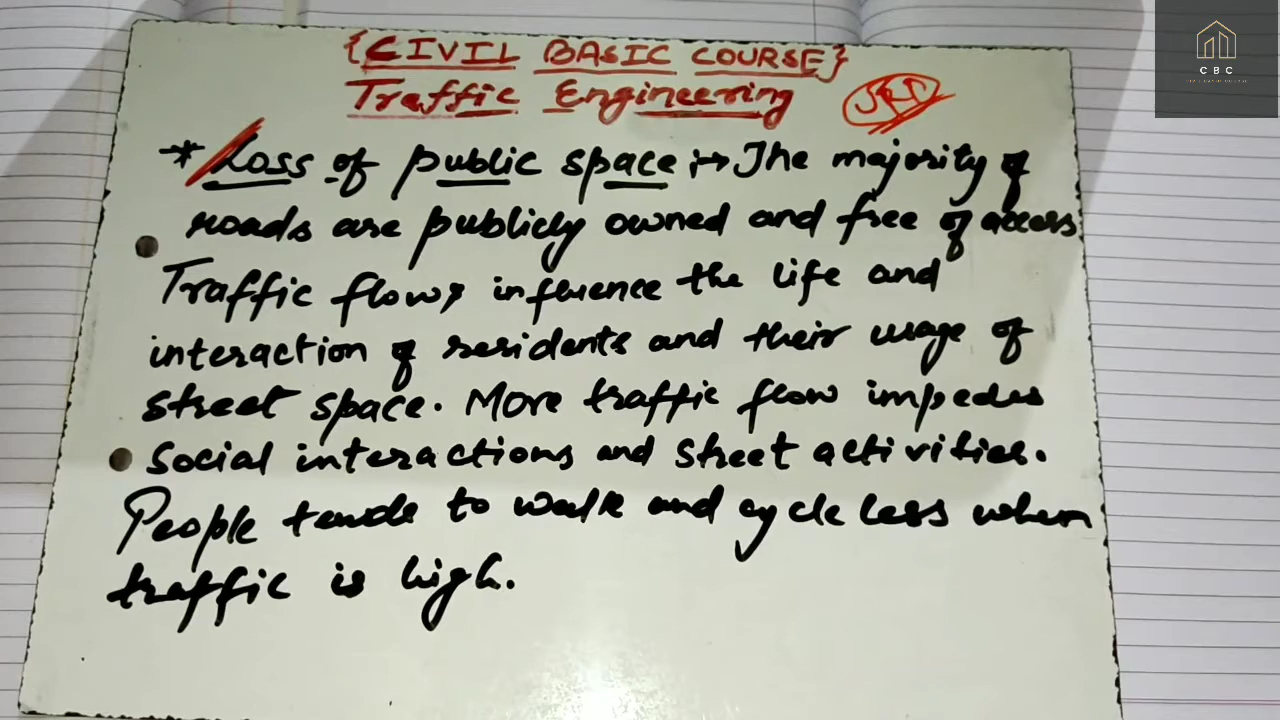 {CIVIL BASIC COURSE}
Traffic Engineering
* Loss of public space :→ The majority of
roads are publicly owned and free of access
Traffic flows influence the life and
interaction of residents and their usage of
street space. More traffic flow impedes
Social interactions and street activities.
People tends to walk and cycle less when
traffic is high.
CBC